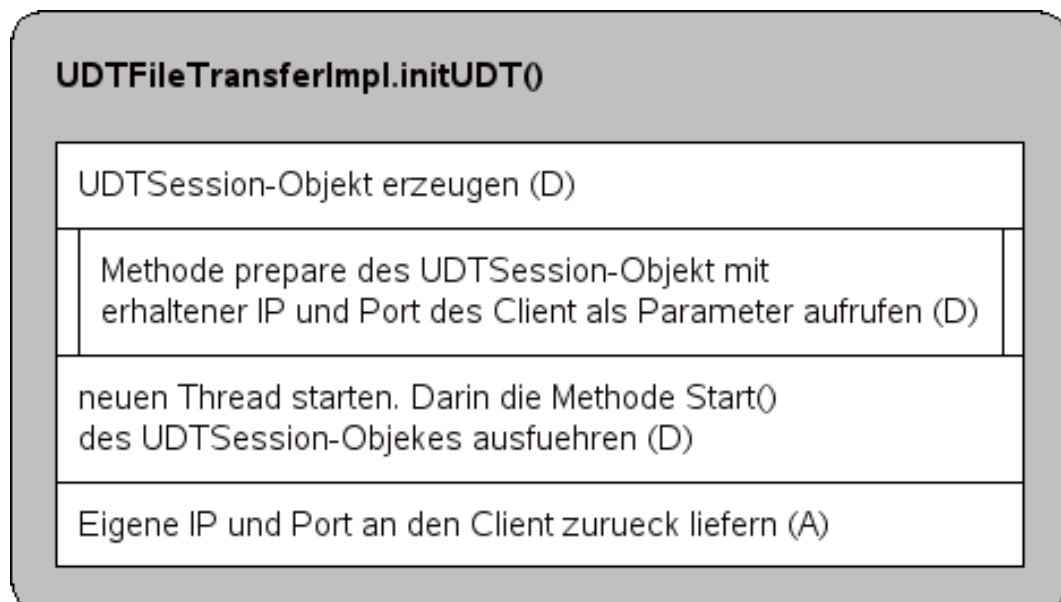 UDTFileTransferImpl.initUDT()
UDTSession-Objekt erzeugen (D)
Methode prepare des UDTSession-Objekt mit
erhaltener IP und Port des Client als Parameter aufrufen (D)
neuen Thread starten. Darin die Methode Start()
des UDTSession-Objekes ausfuehren (D)
Eigene IP und Port an den Client zurueck liefern (A)